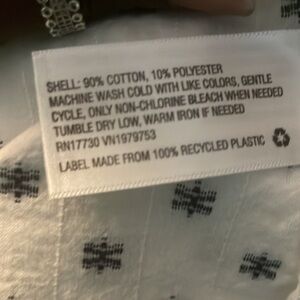 SHELL: 90% COTTON, 10% POLYESTER
MACHINE WASH COLD WITH LIKE COLORS, GENTLE
CYCLE, ONLY NON-CHLORINE BLEACH WHEN NEEDED
TUMBLE DRY LOW, WARM IRON IF NEEDED
RN17730 VN1979753
LABEL MADE FROM 100% RECYCLED PLASTIC